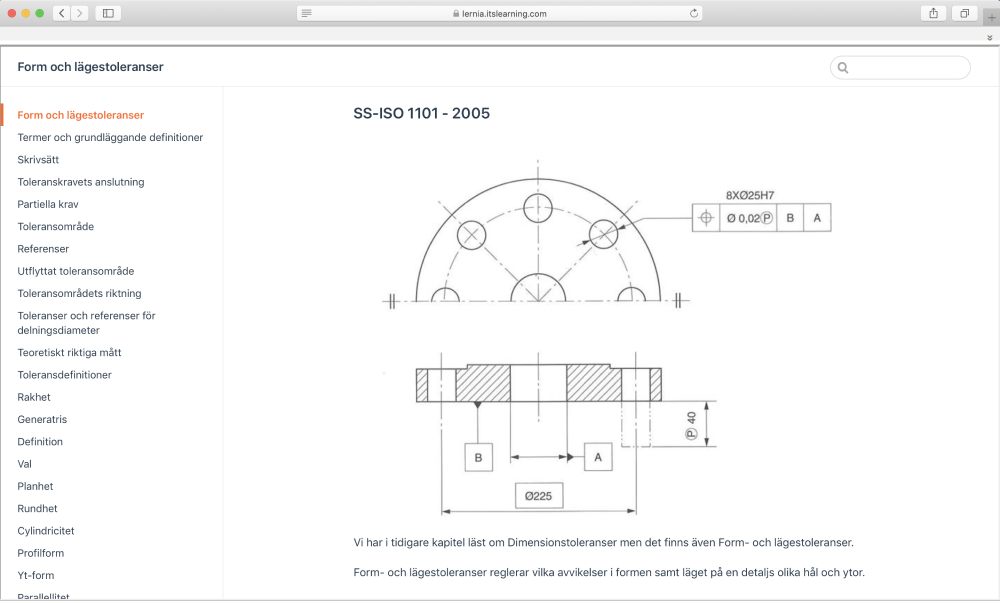 lernia.itslearning.com
Form och lägestoleranser
Form och lägestoleranser
Termer och grundläggande definitioner
Skrivsätt
Toleranskravets anslutning
Partiella krav
Toleransområde
Referenser
Utflyttat toleransområde
Toleransområdets riktning
Toleranser och referenser för
delningsdiameter
Teoretiskt riktiga mått
Toleransdefinitioner
Rakhet
Generatris
Definition
Val
Planhet
Rundhet
Cylindricitet
Profilform
Yt-form
Parallellitet
SS-ISO 1101 - 2005
8XØ25H7
Ø 0,02Ⓟ B A
Ⓟ 40
B
A
Ø225
Vi har i tidigare kapitel läst om Dimensionstoleranser men det finns även Form- och lägestoleranser.
Form- och lägestoleranser reglerar vilka avvikelser i formen samt läget på en detaljs olika hål och ytor.